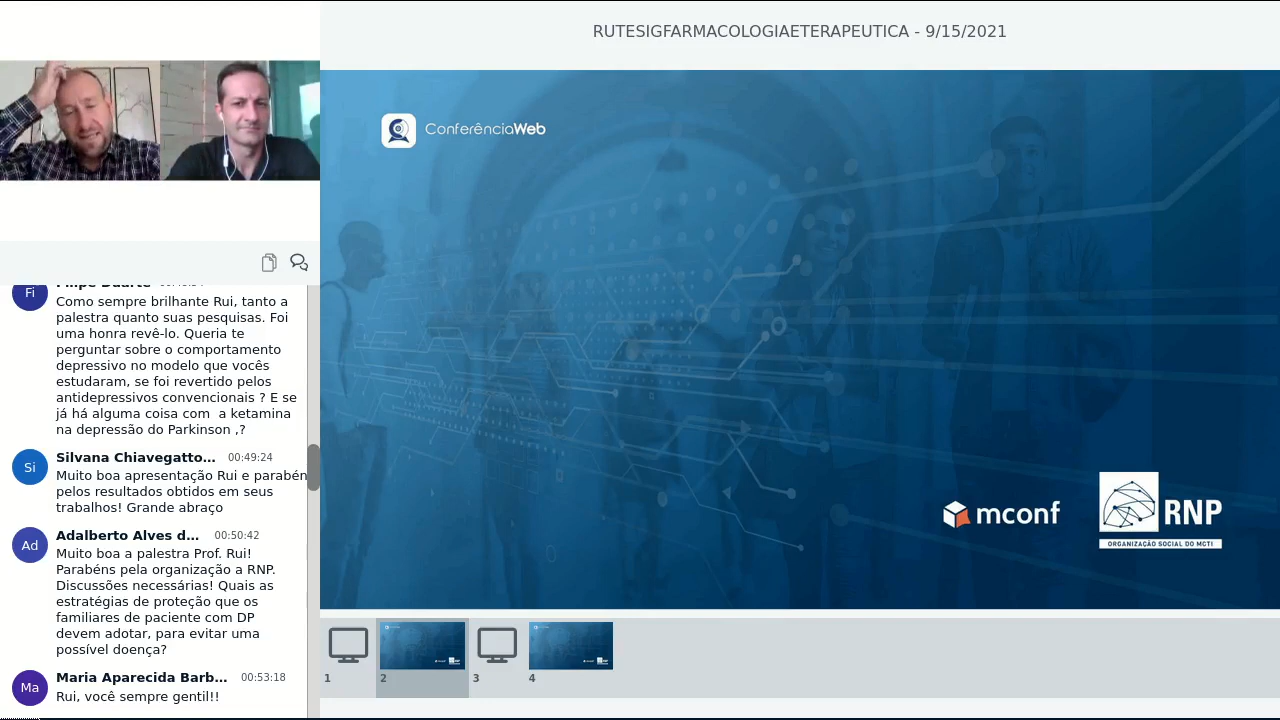 RUTESIGFARMACOLOGIAETERAPEUTICA - 9/15/2021
ConferênciaWeb
Fi
Como sempre brilhante Rui, tanto a
palestra quanto suas pesquisas. Foi
uma honra revê-lo. Queria te
perguntar sobre o comportamento
depressivo no modelo que vocês
estudaram, se foi revertido pelos
antidepressivos convencionais ? E se
já há alguma coisa com  a ketamina
na depressão do Parkinson ,?
Si
Silvana Chiavegatto... 00:49:24
Muito boa apresentação Rui e parabén
pelos resultados obtidos em seus
trabalhos! Grande abraço
Ad
Adalberto Alves d... 00:50:42
Muito boa a palestra Prof. Rui!
Parabéns pela organização a RNP.
Discussões necessárias! Quais as
estratégias de proteção que os
familiares de paciente com DP
devem adotar, para evitar uma
possível doença?
Ma
Maria Aparecida Barb... 00:53:18
Rui, você sempre gentil!!
mconf
RNP
ORGANIZAÇÃO SOCIAL DO MCTI
1
2
3
4